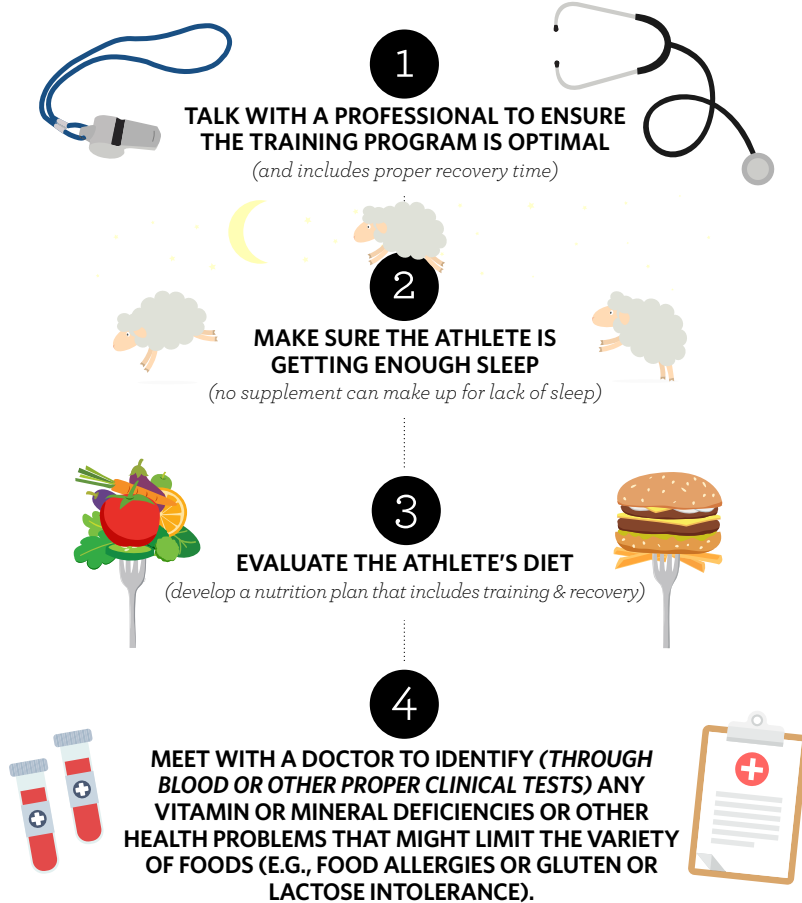 1
TALK WITH A PROFESSIONAL TO ENSURE
THE TRAINING PROGRAM IS OPTIMAL
(and includes proper recovery time)
2
MAKE SURE THE ATHLETE IS
GETTING ENOUGH SLEEP
(no supplement can make up for lack of sleep)
3
EVALUATE THE ATHLETE’S DIET
(develop a nutrition plan that includes training & recovery)
4
MEET WITH A DOCTOR TO IDENTIFY (THROUGH
BLOOD OR OTHER PROPER CLINICAL TESTS) ANY
VITAMIN OR MINERAL DEFICIENCIES OR OTHER
HEALTH PROBLEMS THAT MIGHT LIMIT THE VARIETY
OF FOODS (E.G., FOOD ALLERGIES OR GLUTEN OR
LACTOSE INTOLERANCE).